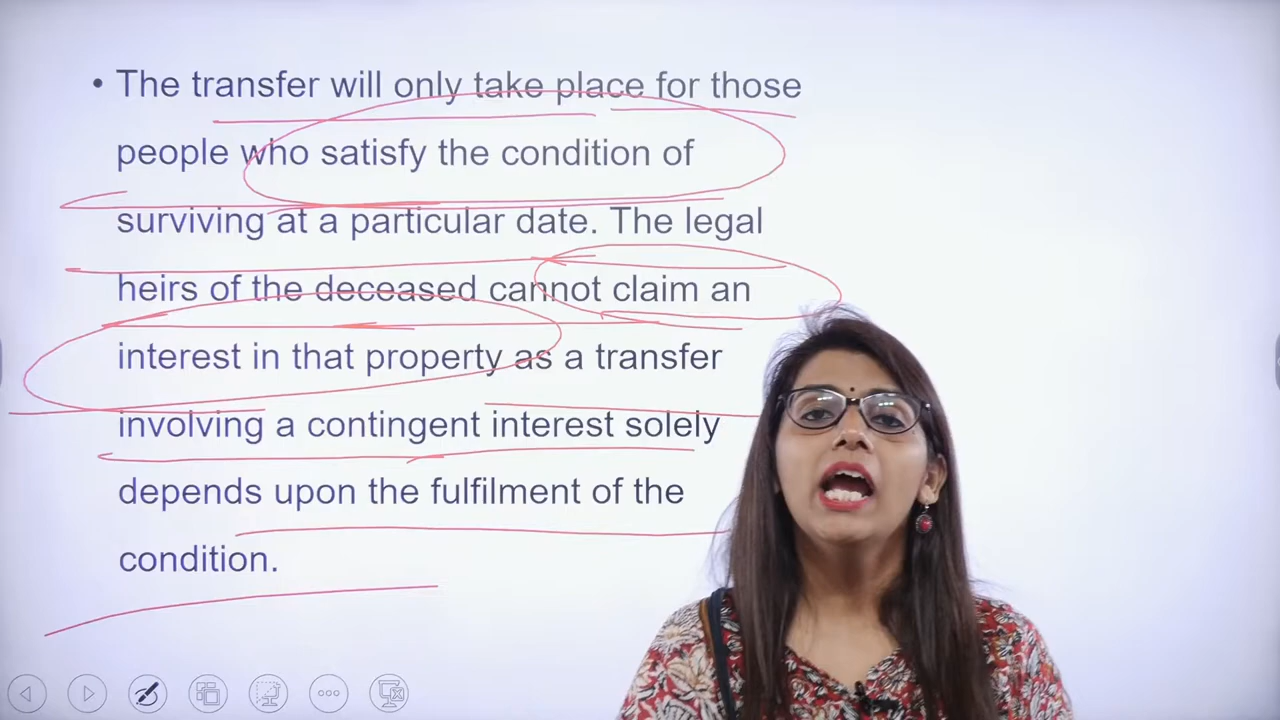 • The transfer will only take place for those
people who satisfy the condition of
surviving at a particular date. The legal
heirs of the deceased cannot claim an
interest in that property as a transfer
involving a contingent interest solely
depends upon the fulfilment of the
condition.